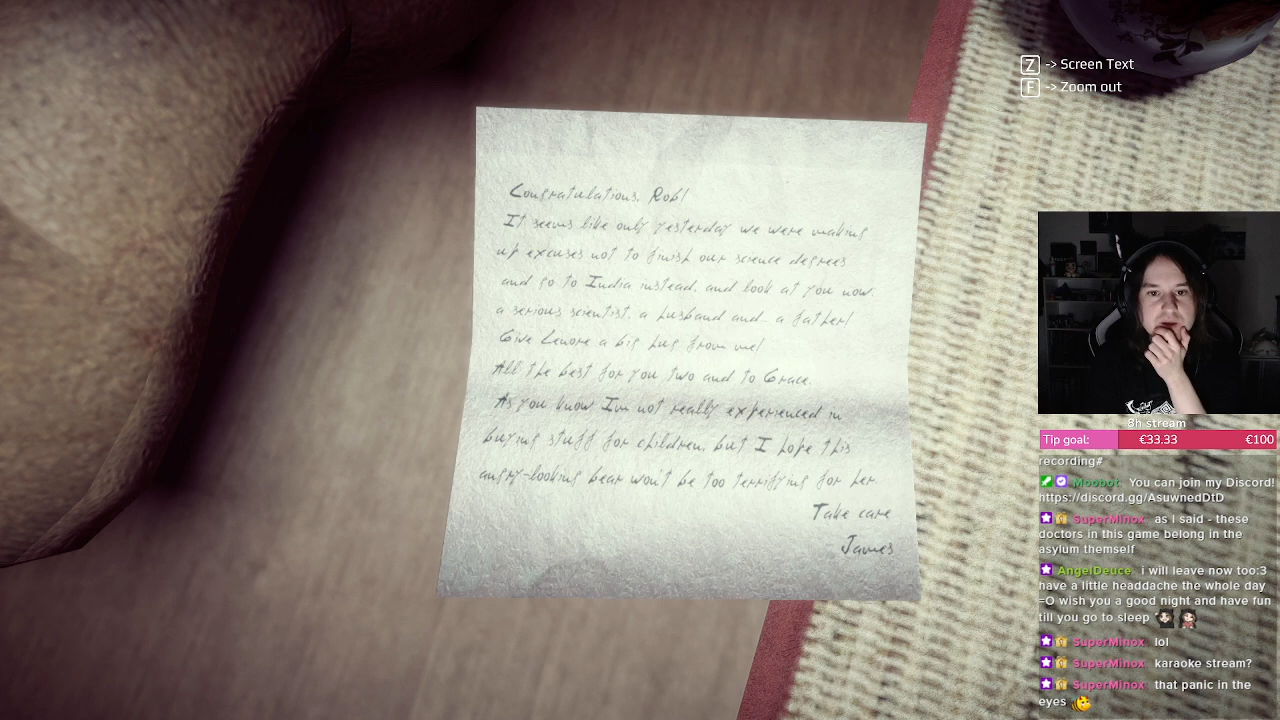 Z -> Screen Text
F -> Zoom out
Congratulations, Rob!
It seems like only yesterday we were making
up excuses not to finish our science degrees
and go to India instead, and look at you now:
a serious scientist, a husband and... a father!
Give Lenore a big hug from me!
All the best for you two and to Grace.
As you know I'm not really experienced in
buying stuff for children, but I hope this
angry-looking bear won't be too terrifying for her.
Take care
James
8h stream
Tip goal: €33.33 €100
recording#
Moobot: You can join my Discord!
https://discord.gg/AsuwnedDtD
SuperMinox: as I said - these
doctors in this game belong in the
asylum themself
AngelDeuce: i will leave now too:3
have a little headdache the whole day
=O wish you a good night and have fun
till you go to sleep
SuperMinox: lol
SuperMinox: karaoke stream?
SuperMinox: that panic in the
eyes